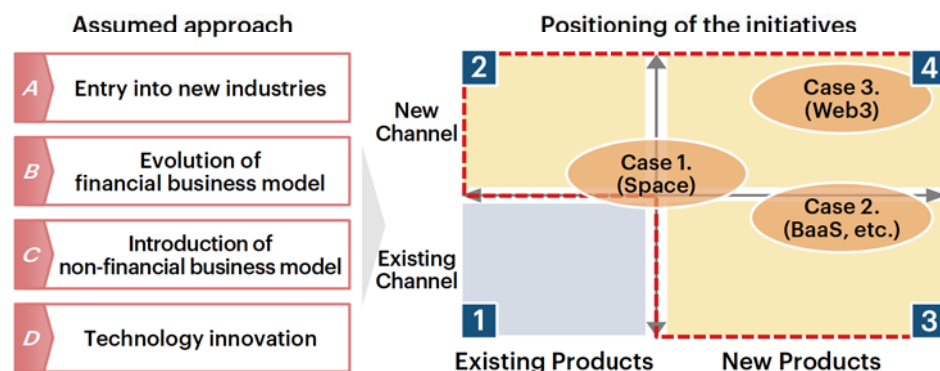 Assumed approach
A
Entry into new industries
B
Evolution of
financial business model
C
Introduction of
non-financial business model
D
Technology innovation
Positioning of the initiatives
2
4
New
Channel
Case 3.
(Web3)
Case 1.
(Space)
Case 2.
(BaaS, etc.)
Existing
Channel
1
3
Existing Products
New Products